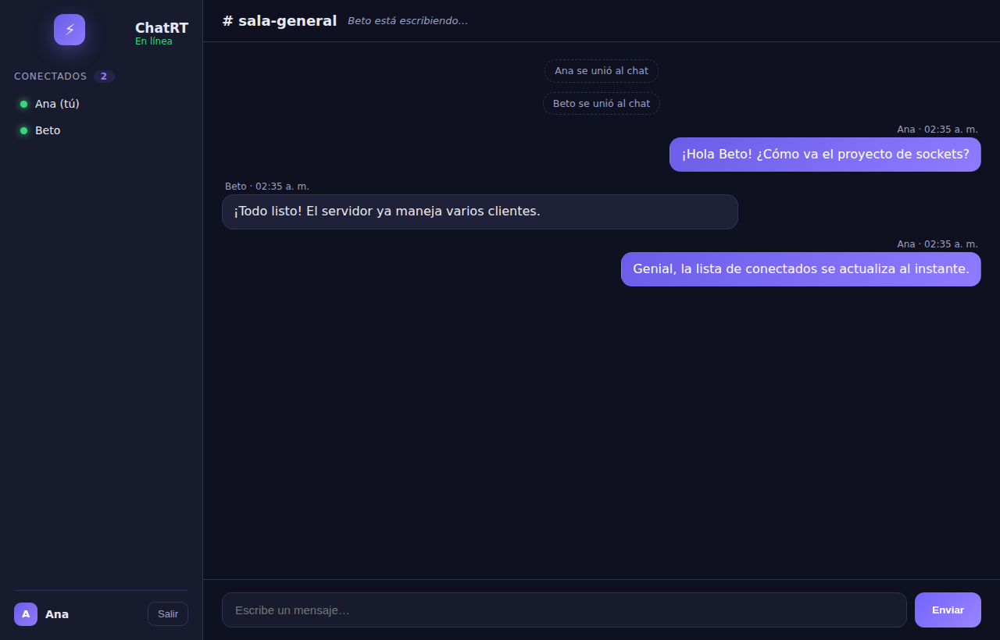 ⚡
ChatRT
En línea
CONECTADOS 2
Ana (tú)
Beto
A Ana Salir
# sala-general Beto está escribiendo…
Ana se unió al chat
Beto se unió al chat
Ana · 02:35 a. m.
¡Hola Beto! ¿Cómo va el proyecto de sockets?
Beto · 02:35 a. m.
¡Todo listo! El servidor ya maneja varios clientes.
Ana · 02:35 a. m.
Genial, la lista de conectados se actualiza al instante.
Escribe un mensaje… Enviar